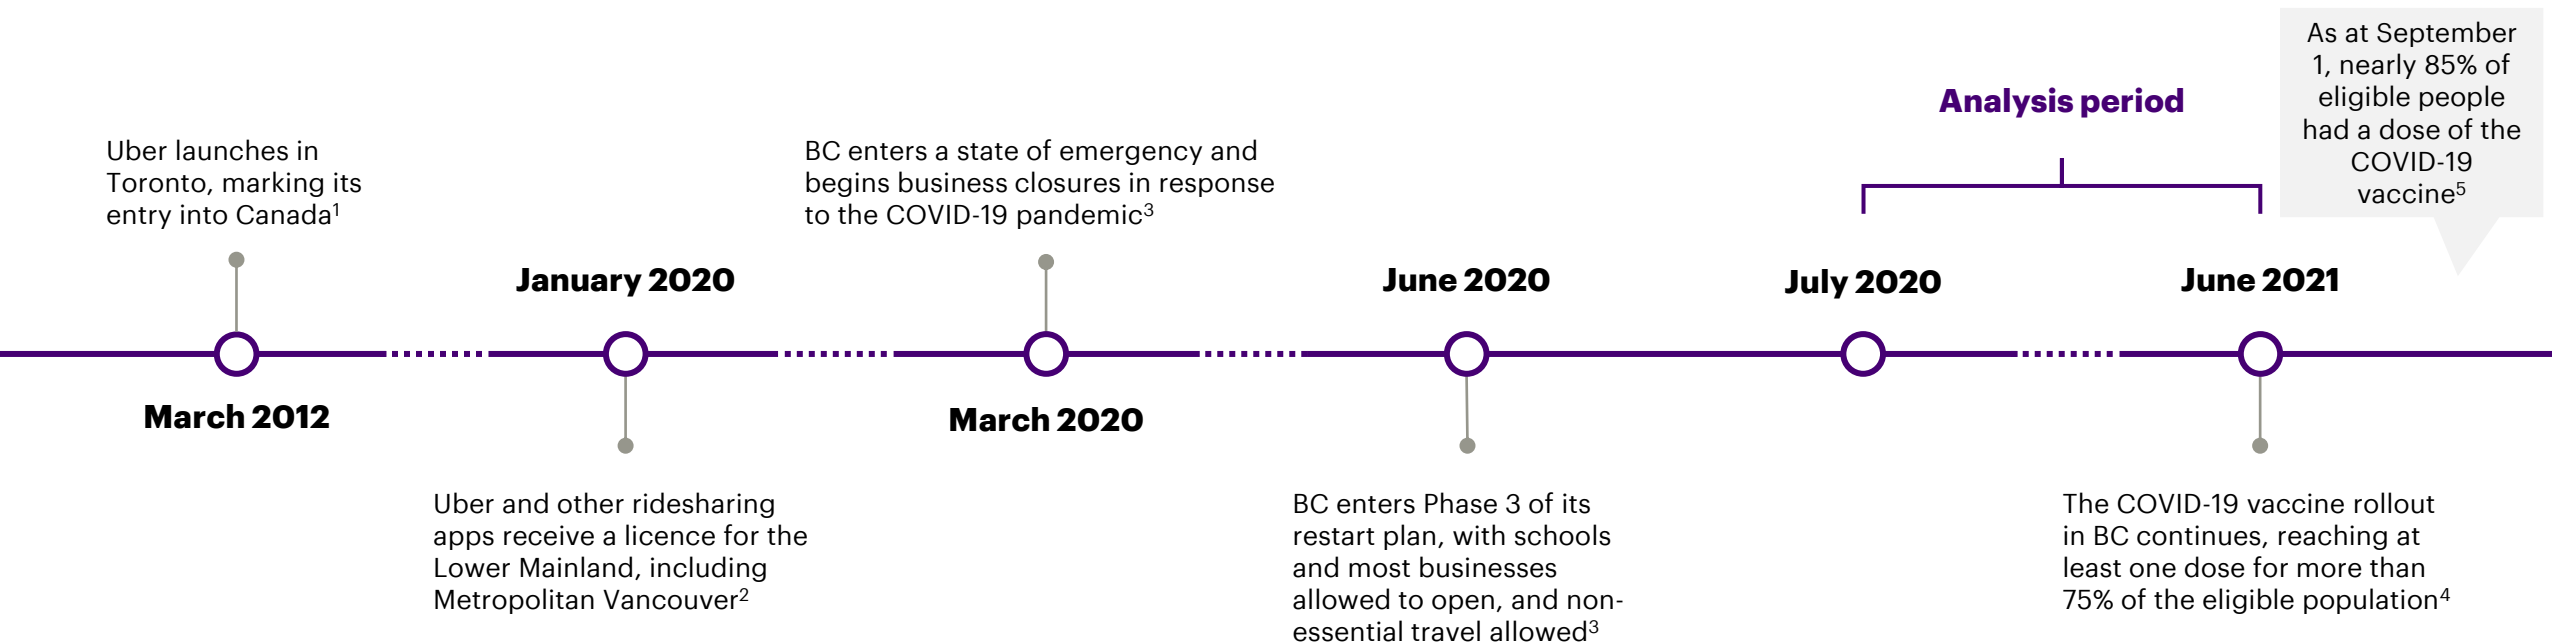 Uber launches in
Toronto, marking its
entry into Canada¹
March 2012
January 2020
Uber and other ridesharing
apps receive a licence for the
Lower Mainland, including
Metropolitan Vancouver²
BC enters a state of emergency and
begins business closures in response
to the COVID-19 pandemic³
March 2020
June 2020
BC enters Phase 3 of its
restart plan, with schools
and most businesses
allowed to open, and non-
essential travel allowed³
Analysis period
July 2020
June 2021
The COVID-19 vaccine rollout
in BC continues, reaching at
least one dose for more than
75% of the eligible population⁴
As at September
1, nearly 85% of
eligible people
had a dose of the
COVID-19
vaccine⁵